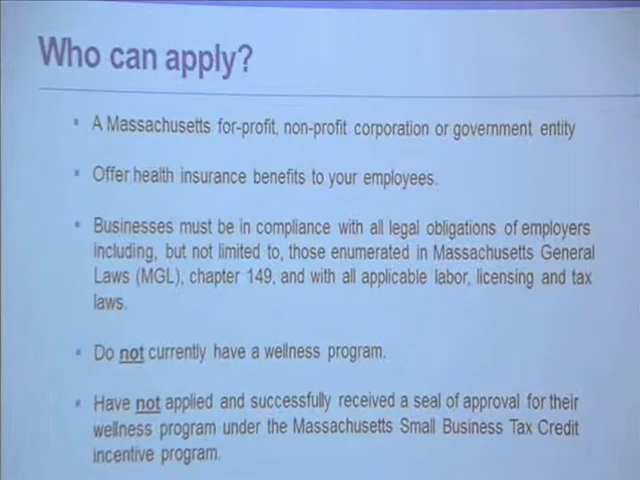 Who can apply?
A Massachusetts for-profit, non-profit corporation or government entity
Offer health insurance benefits to your employees.
Businesses must be in compliance with all legal obligations of employers
including, but not limited to, those enumerated in Massachusetts General
Laws (MGL), chapter 149, and with all applicable labor, licensing and tax
laws.
Do not currently have a wellness program.
Have not applied and successfully received a seal of approval for their
wellness program under the Massachusetts Small Business Tax Credit
incentive program.